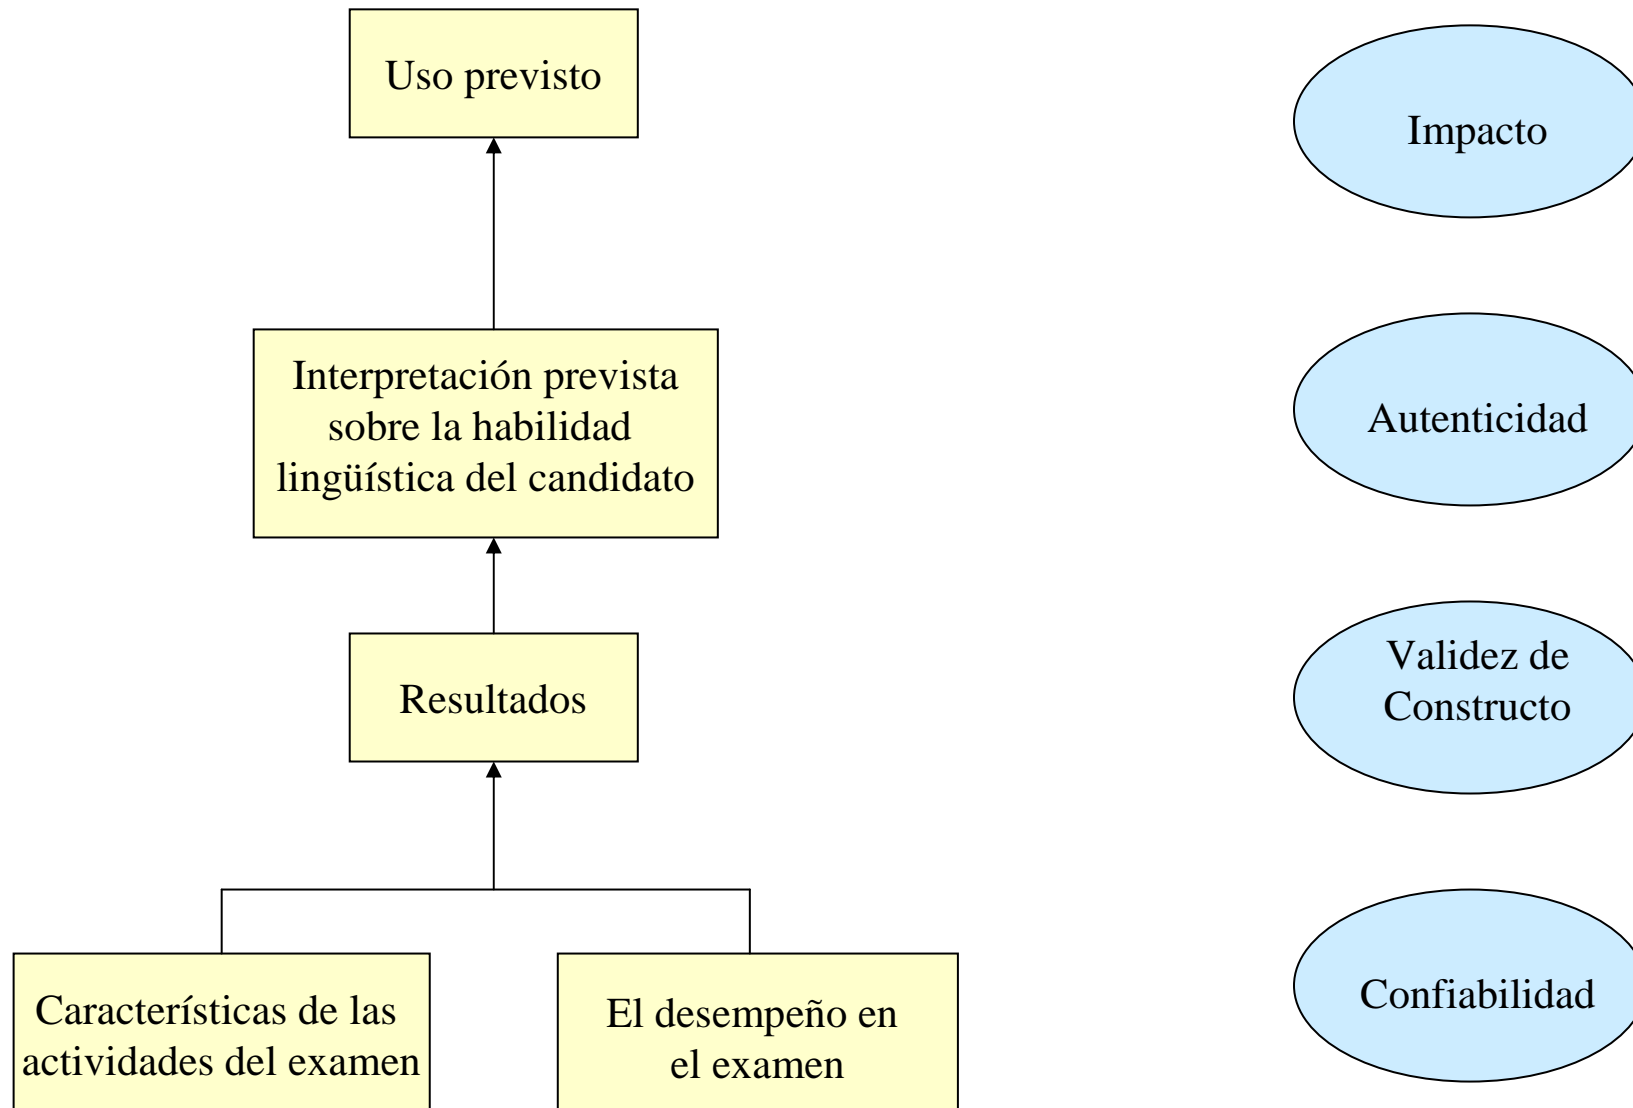 Uso previsto
Impacto
Interpretación prevista
sobre la habilidad
lingüística del candidato
Autenticidad
Resultados
Validez de
Constructo
Características de las
actividades del examen
El desempeño en
el examen
Confiabilidad